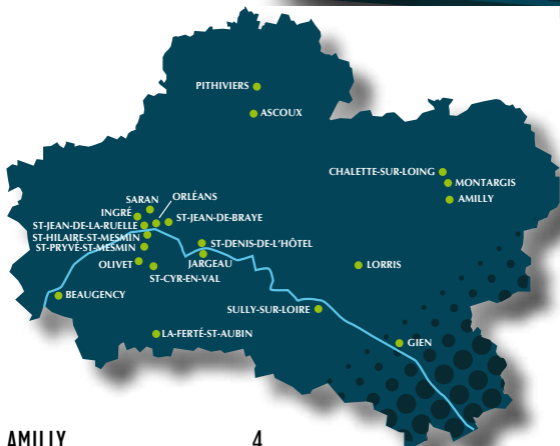 PITHIVIERS
ASCOUX
CHALETTE-SUR-LOING
MONTARGIS
AMILLY
SARAN
ORLÉANS
INGRÉ
ST-JEAN-DE-BRAYE
ST-JEAN-DE-LA-RUELLE
ST-HILAIRE-ST-MESMIN
ST-PRYVÉ-ST-MESMIN
ST-DENIS-DE-L'HÔTEL
JARGEAU
OLIVET
ST-CYR-EN-VAL
LORRIS
BEAUGENCY
SULLY-SUR-LOIRE
LA-FERTÉ-ST-AUBIN
GIEN
AMILLY 4